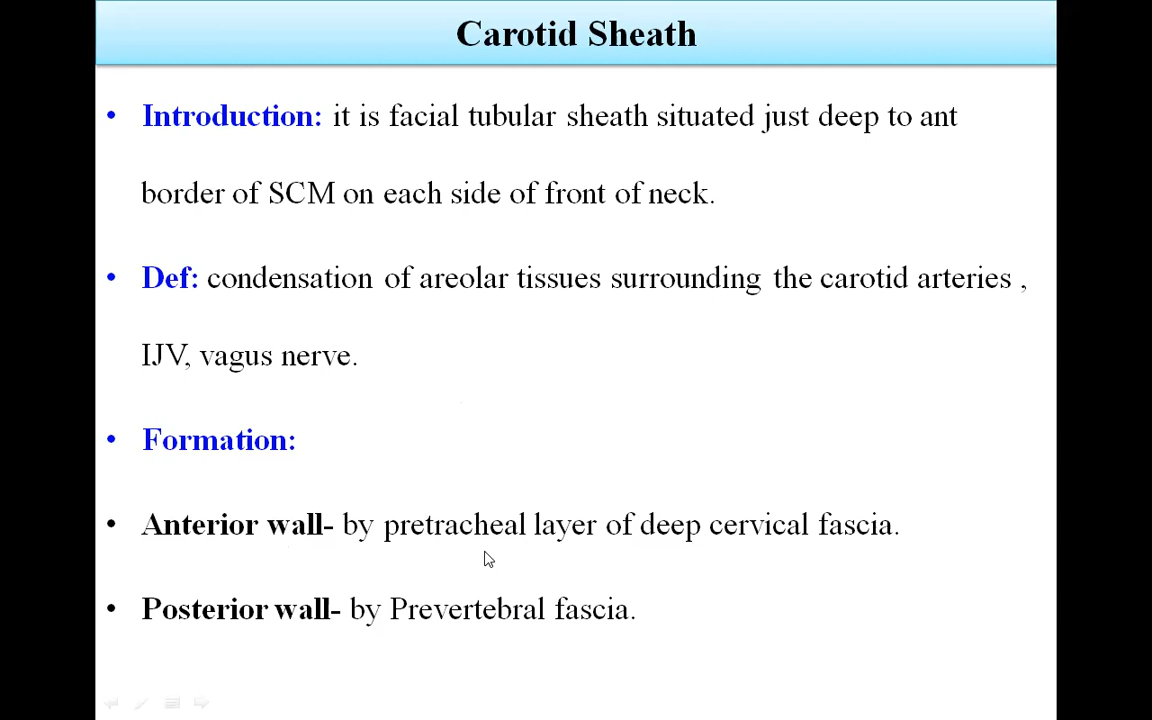 Carotid Sheath
• Introduction: it is facial tubular sheath situated just deep to ant
border of SCM on each side of front of neck.
• Def: condensation of areolar tissues surrounding the carotid arteries ,
IJV, vagus nerve.
• Formation:
• Anterior wall- by pretracheal layer of deep cervical fascia.
• Posterior wall- by Prevertebral fascia.